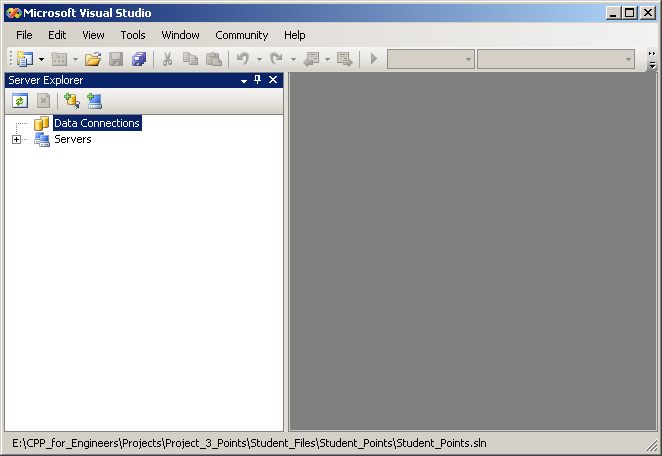 Microsoft Visual Studio
File Edit View Tools Window Community Help
Server Explorer
Data Connections
Servers
E:\CPP_for_Engineers\Projects\Project_3_Points\Student_Files\Student_Points\Student_Points.sln